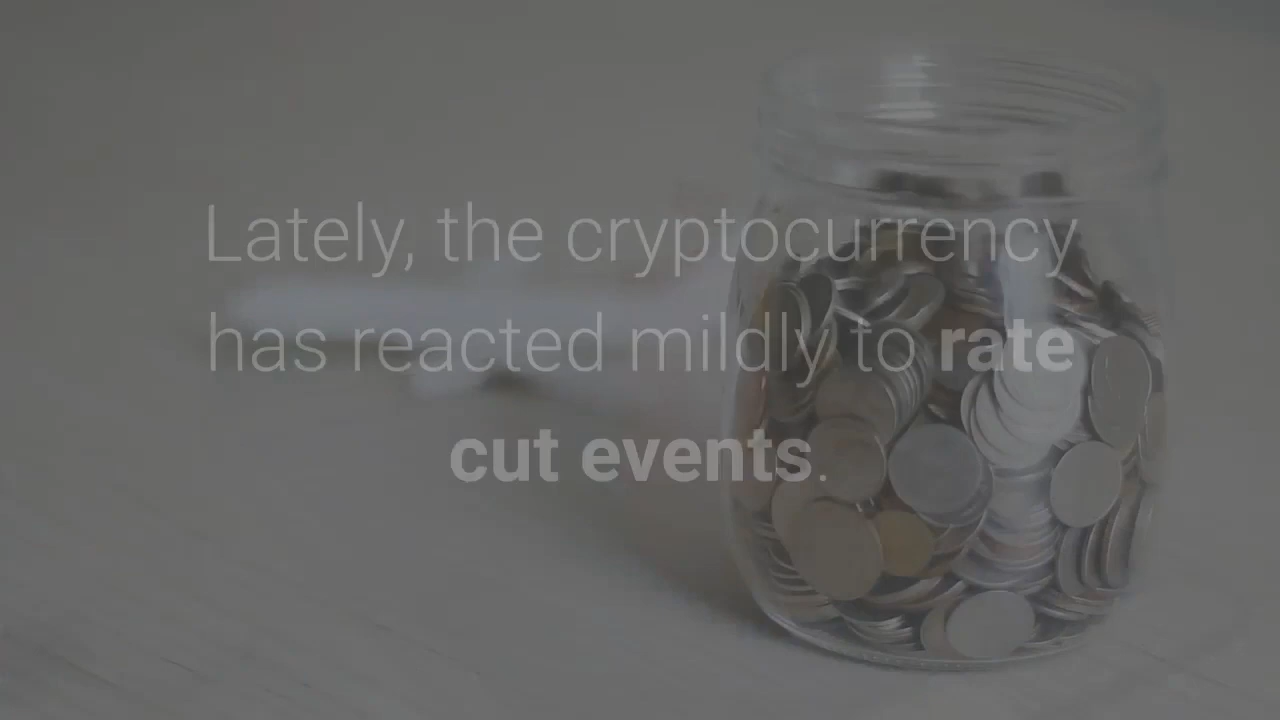 Lately, the cryptocurrency
has reacted mildly to rate
cut events.